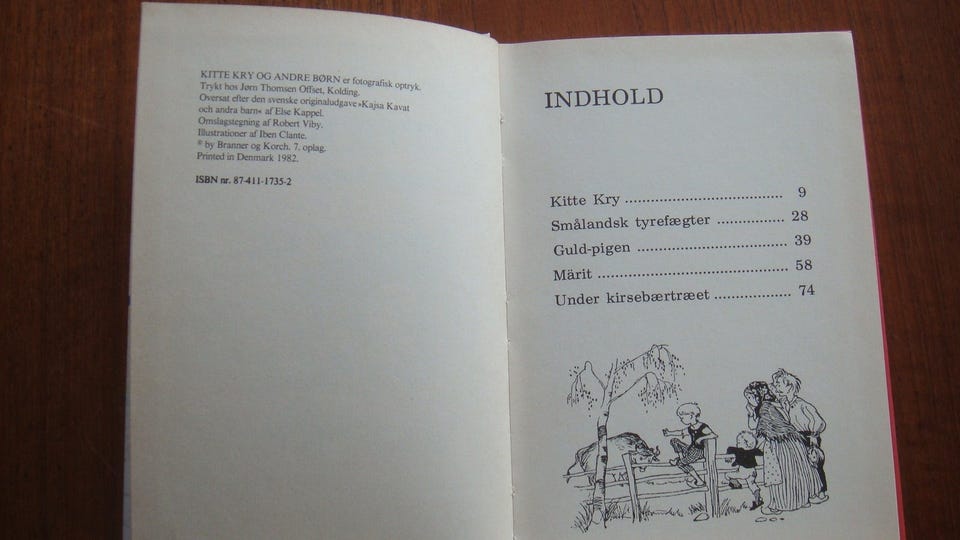 KITTE KRY OG ANDRE BØRN er fotografisk optryk.
Trykt hos Jørn Thomsen Offset, Kolding.
Oversat efter den svenske originaludgave »Kajsa Kavat
och andra barn« af Else Kappel.
Omslagstegning af Robert Viby.
Illustrationer af Iben Clante.
® by Branner og Korch. 7. oplag.
Printed in Denmark 1982.
ISBN nr. 87-411-1735-2
INDHOLD
Kitte Kry ..................................... 9
Smålandsk tyrefægter ................ 28
Guld-pigen ................................... 39
Märit ............................................ 58
Under kirsebærtræet .................. 74